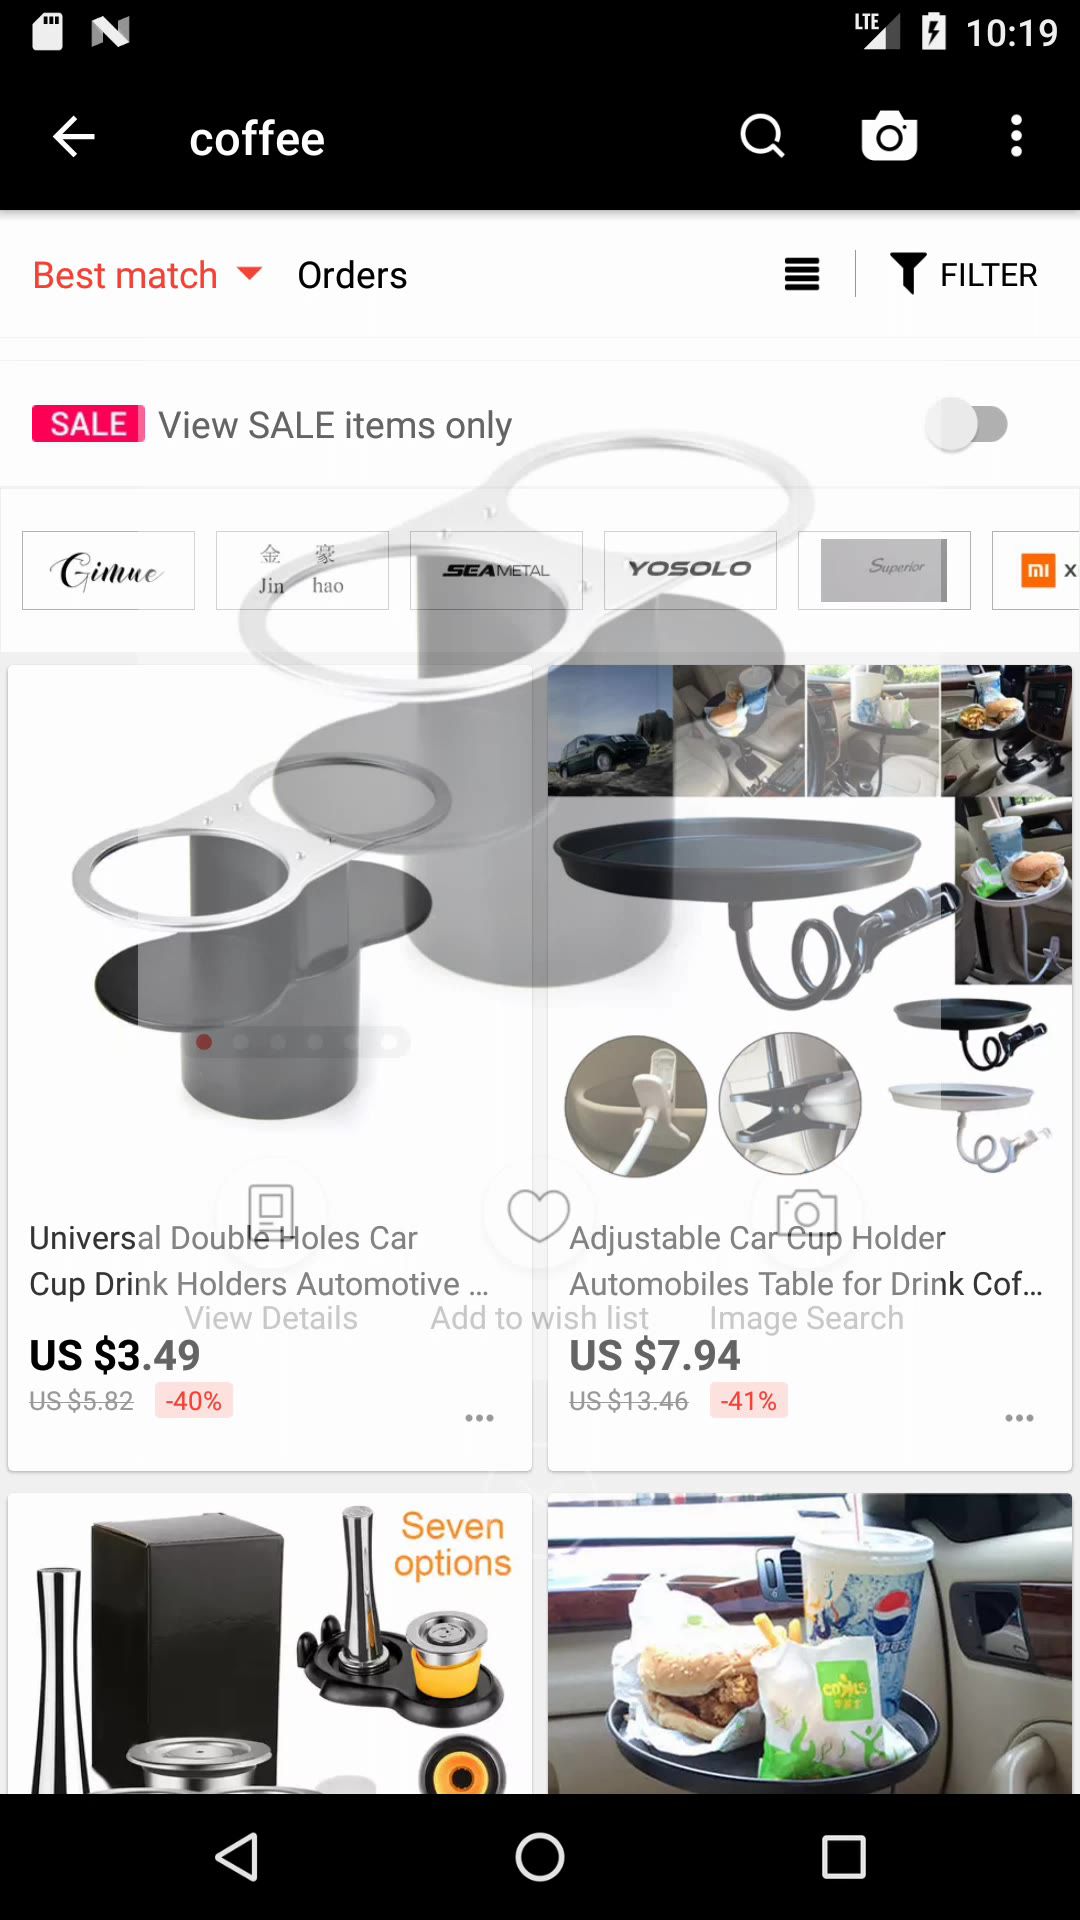 LTE 10:19
coffee
Best match Orders FILTER
SALE View SALE items only
Gimue
金 豪
Jin hao
SEAMETAL
YOSOLO
Superior
mi X
Universal Double Holes Car
Cup Drink Holders Automotive ...
US $3.49
US $5.82 -40%
Adjustable Car Cup Holder
Automobiles Table for Drink Cof...
US $7.94
US $13.46 -41%
View Details Add to wish list Image Search
Seven
options